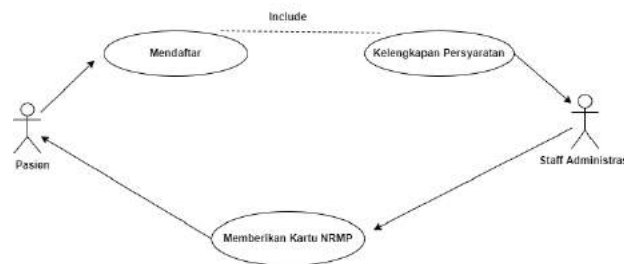 Include
Mendaftar
Kelengkapan Persyaratan
Pasien
Staff Administras
Memberikan Kartu NRMP